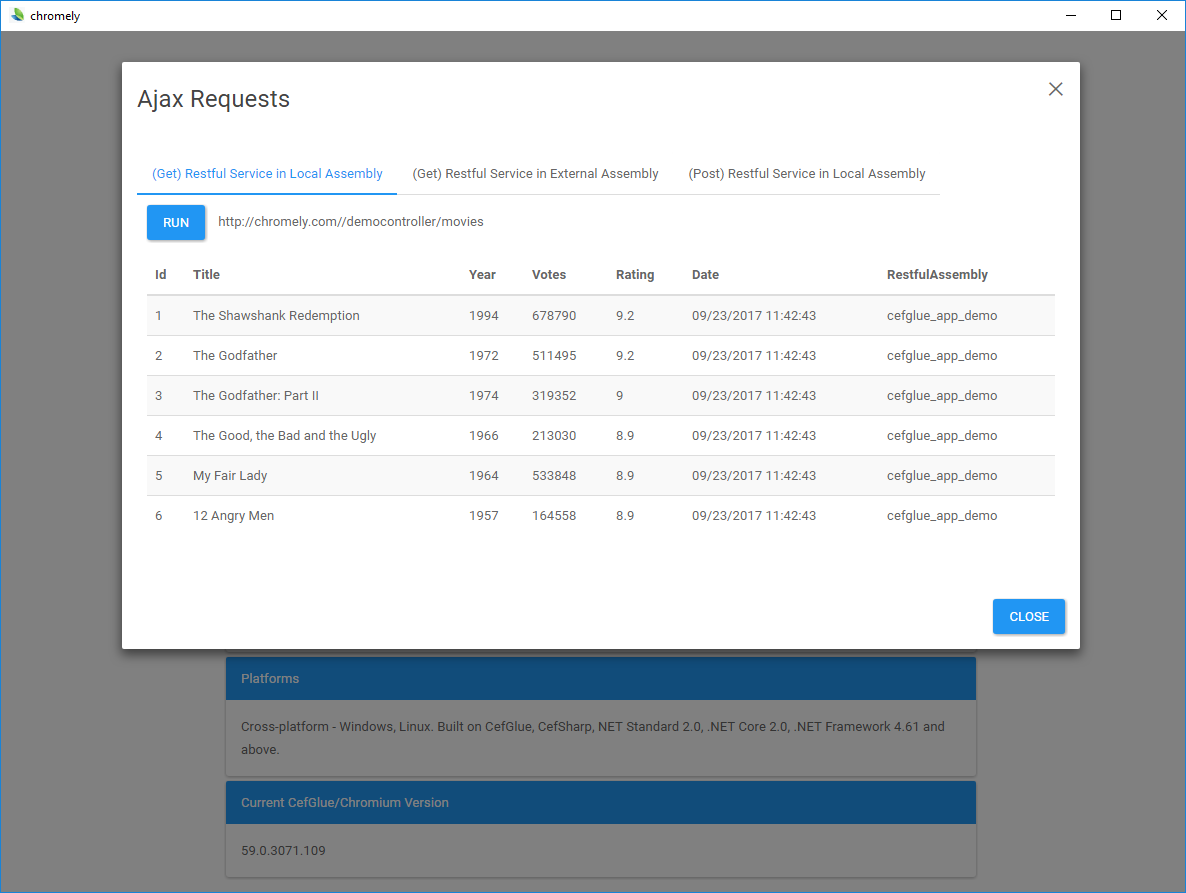 chromely
Ajax Requests
(Get) Restful Service in Local Assembly (Get) Restful Service in External Assembly (Post) Restful Service in Local Assembly
RUN http://chromely.com//democontroller/movies
Id Title Year Votes Rating Date RestfulAssembly
1 The Shawshank Redemption 1994 678790 9.2 09/23/2017 11:42:43 cefglue_app_demo
2 The Godfather 1972 511495 9.2 09/23/2017 11:42:43 cefglue_app_demo
3 The Godfather: Part II 1974 319352 9 09/23/2017 11:42:43 cefglue_app_demo
4 The Good, the Bad and the Ugly 1966 213030 8.9 09/23/2017 11:42:43 cefglue_app_demo
5 My Fair Lady 1964 533848 8.9 09/23/2017 11:42:43 cefglue_app_demo
6 12 Angry Men 1957 164558 8.9 09/23/2017 11:42:43 cefglue_app_demo
CLOSE
Platforms
Cross-platform - Windows, Linux. Built on CefGlue, CefSharp, NET Standard 2.0, .NET Core 2.0, .NET Framework 4.61 and
above.
Current CefGlue/Chromium Version
59.0.3071.109